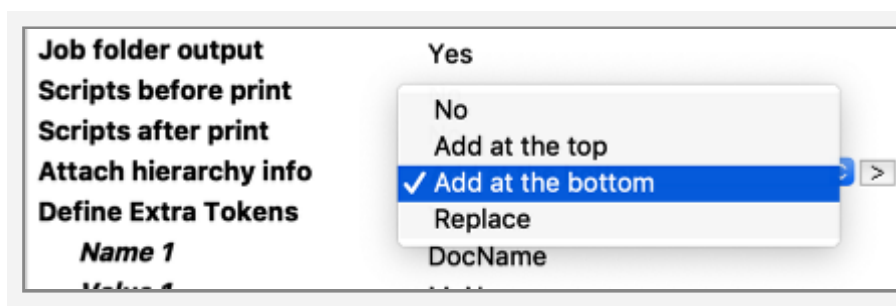 Job folder output Yes
Scripts before print
No
Scripts after print
Add at the top
Attach hierarchy info ✓ Add at the bottom >
Define Extra Tokens Replace
Name 1 DocName